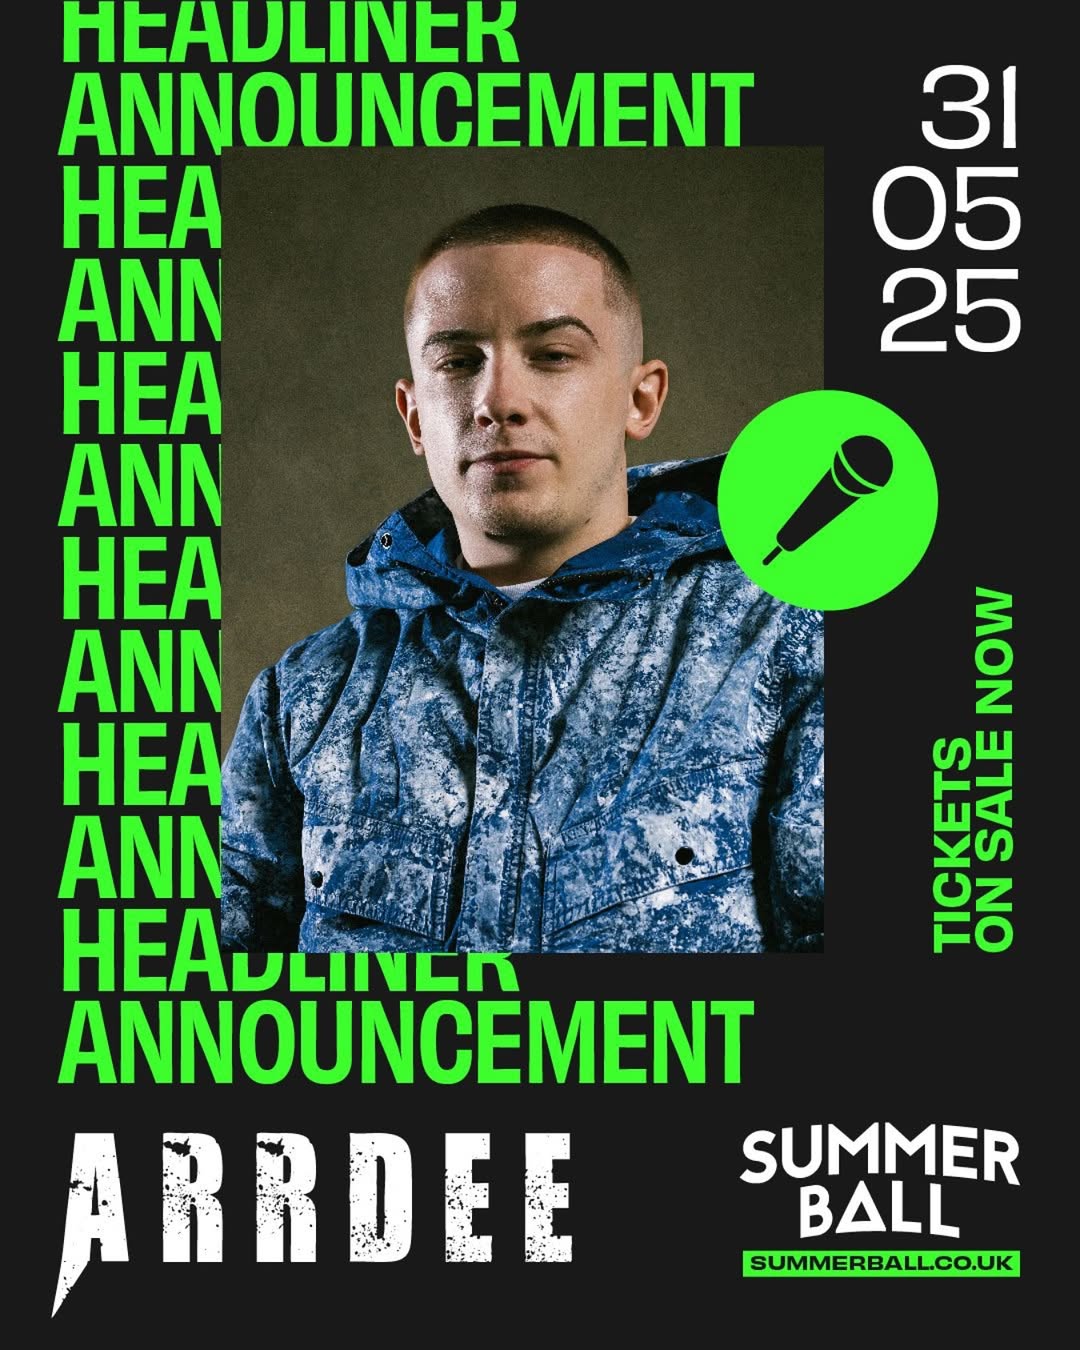 HEADLINER
ANNOUNCEMENT
HEA
ANN
HEA
ANN
HEA
ANN
HEA
ANN
HEADLINER
ANNOUNCEMENT
31
05
25
TICKETS
ON SALE NOW
ARRDEE
SUMMER
BALL
SUMMERBALL.CO.UK